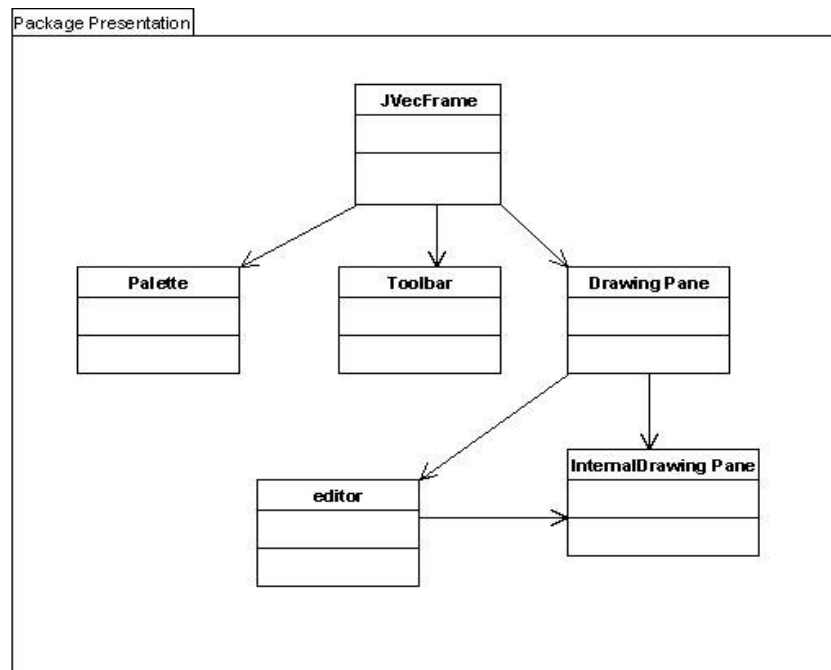 Package Presentation
JVecFrame
Palette
Toolbar
Drawing Pane
InternalDrawing Pane
editor